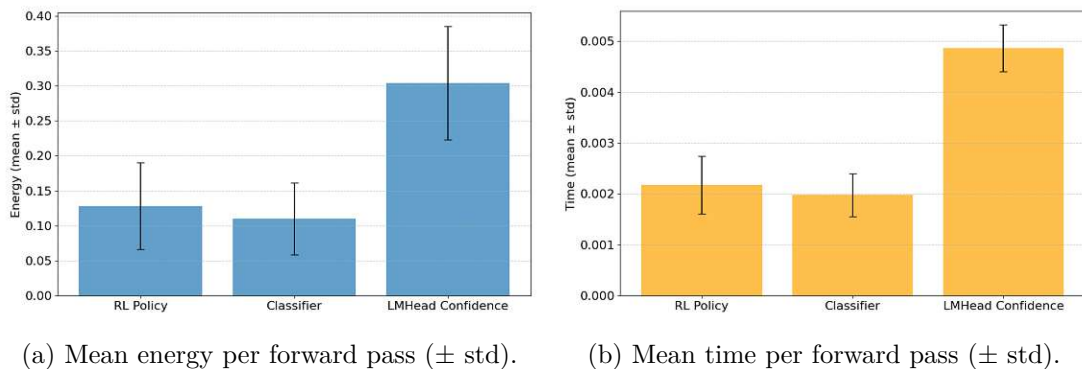 0.40
0.35
0.30
0.25
0.20
0.15
0.10
0.05
0.00
Energy (mean ± std)
RL Policy Classifier LMHead Confidence
(a) Mean energy per forward pass (± std).
0.005
0.004
0.003
0.002
0.001
0.000
Time (mean ± std)
RL Policy Classifier LMHead Confidence
(b) Mean time per forward pass (± std).